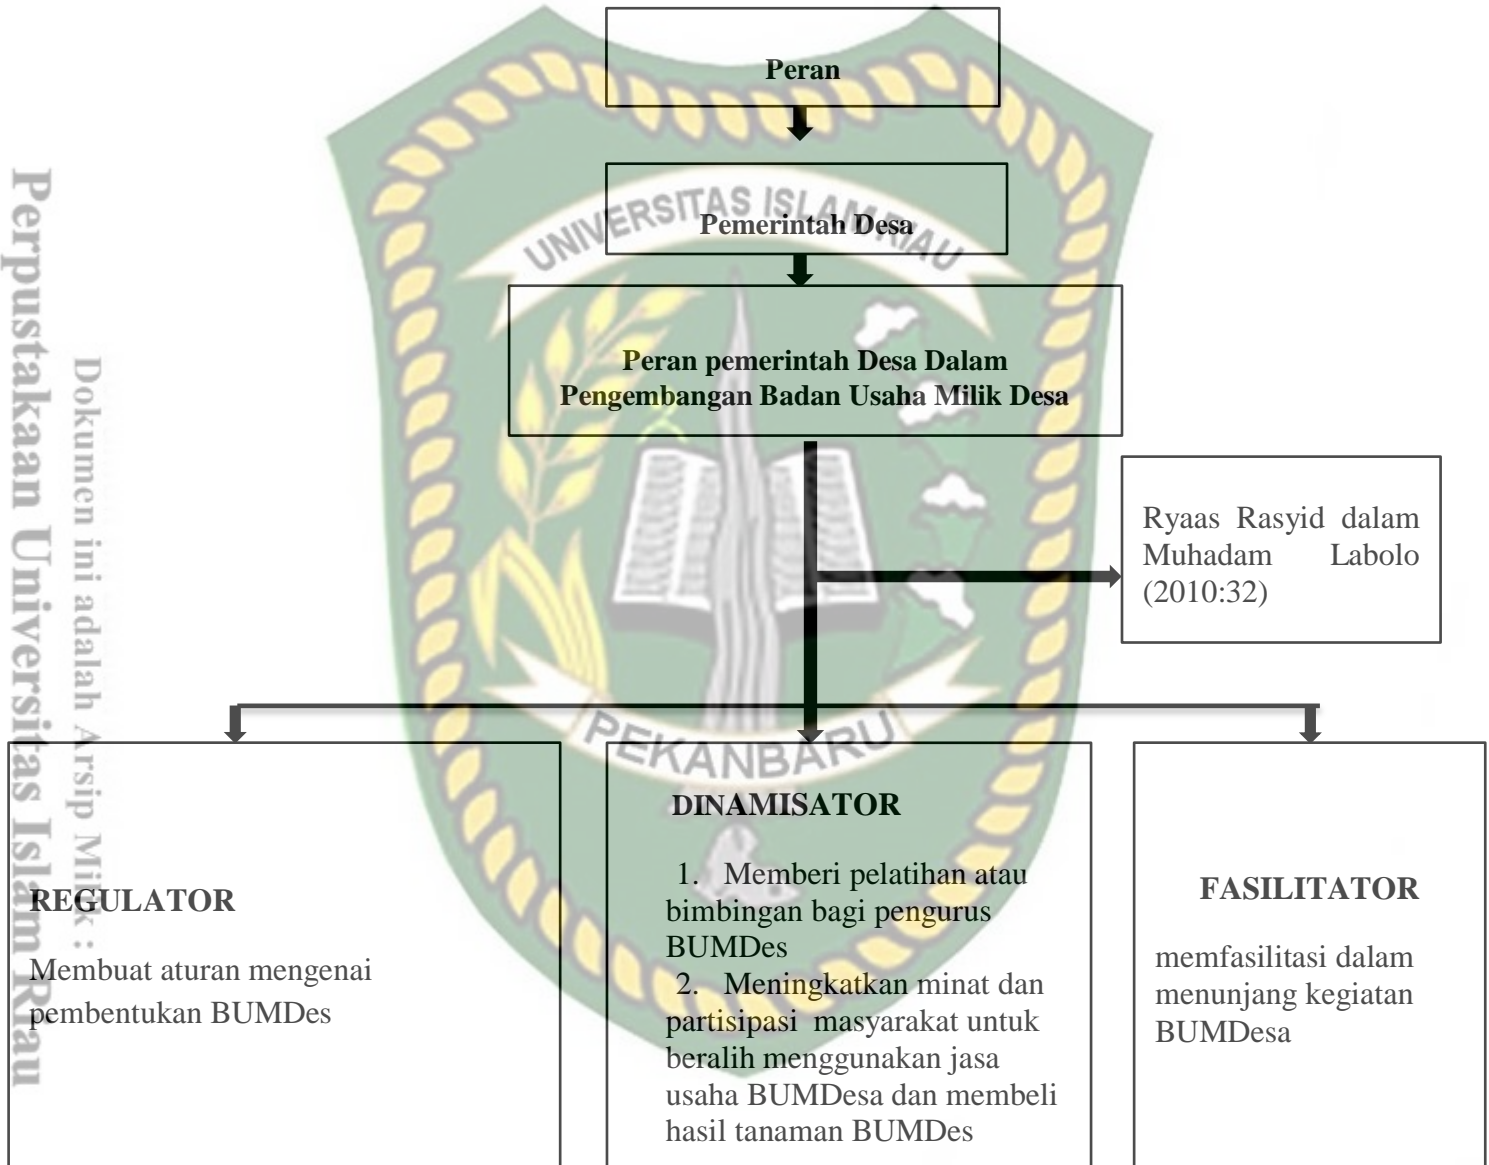 Peran
UNIVERSITAS ISLAM RIAU
Pemerintah Desa
Peran pemerintah Desa Dalam
Pengembangan Badan Usaha Milik Desa
Ryaas Rasyid dalam
Muhadam Labolo
(2010:32)
PEKANBARU
REGULATOR
Membuat aturan mengenai
pembentukan BUMDes
DINAMISATOR
1. Memberi pelatihan atau
bimbingan bagi pengurus
BUMDes
2. Meningkatkan minat dan
partisipasi masyarakat untuk
beralih menggunakan jasa
usaha BUMDesa dan membeli
hasil tanaman BUMDes
FASILITATOR
memfasilitasi dalam
menunjang kegiatan
BUMDesa
Perpustakaan Universitas Islam Riau
Dokumen ini adalah Arsip Milik :